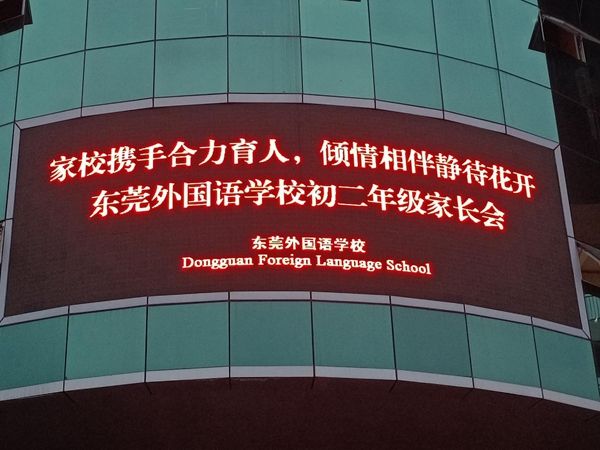 家校携手合力育人，倾情相伴静待花开
东莞外国语学校初二年级家长会
东莞外国语学校
Dongguan Foreign Language School